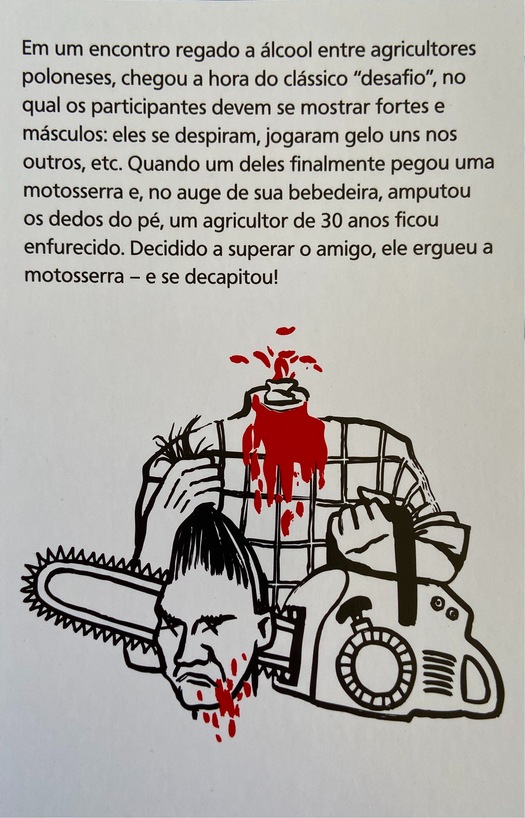 Em um encontro regado a álcool entre agricultores
poloneses, chegou a hora do clássico “desafio”, no
qual os participantes devem se mostrar fortes e
másculos: eles se despiram, jogaram gelo uns nos
outros, etc. Quando um deles finalmente pegou uma
motosserra e, no auge de sua bebedeira, amputou
os dedos do pé, um agricultor de 30 anos ficou
enfurecido. Decidido a superar o amigo, ele ergueu a
motosserra – e se decapitou!